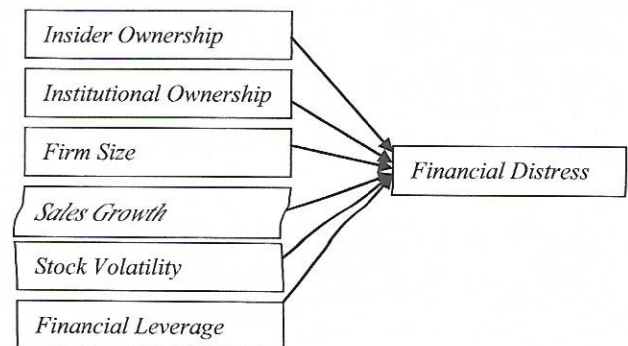 Insider Ownership
Institutional Ownership
Firm Size
Sales Growth
Stock Volatility
Financial Leverage
Financial Distress